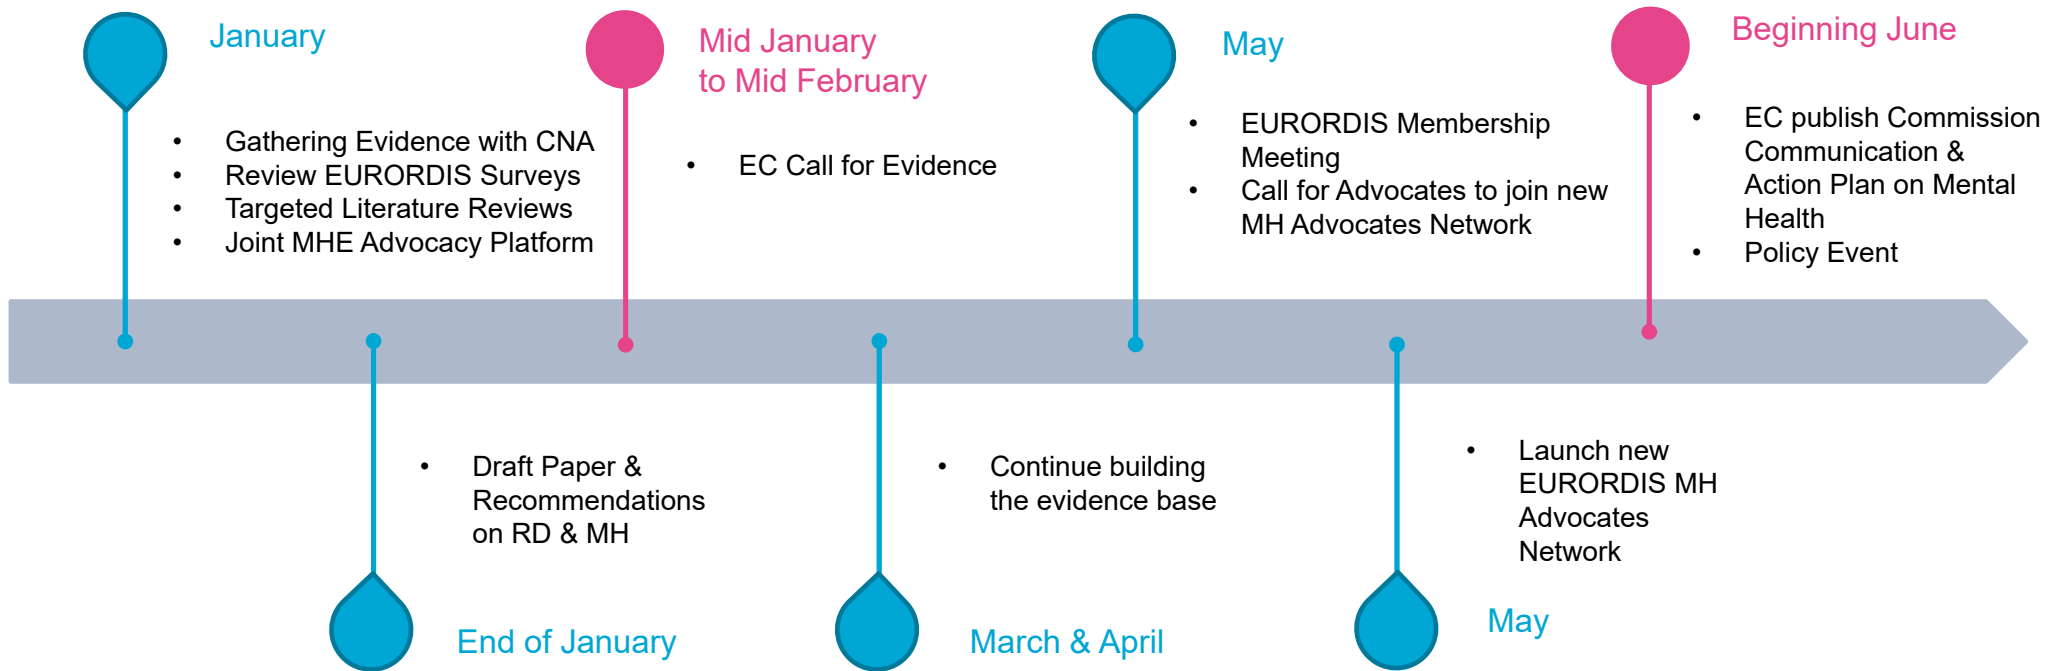 January
• Gathering Evidence with CNA
• Review EURORDIS Surveys
• Targeted Literature Reviews
• Joint MHE Advocacy Platform
Mid January
to Mid February
• EC Call for Evidence
May
• EURORDIS Membership
Meeting
• Call for Advocates to join new
MH Advocates Network
Beginning June
• EC publish Commission
Communication &
Action Plan on Mental
Health
• Policy Event
• Draft Paper &
Recommendations
on RD & MH
End of January
• Continue building
the evidence base
March & April
• Launch new
EURORDIS MH
Advocates
Network
May